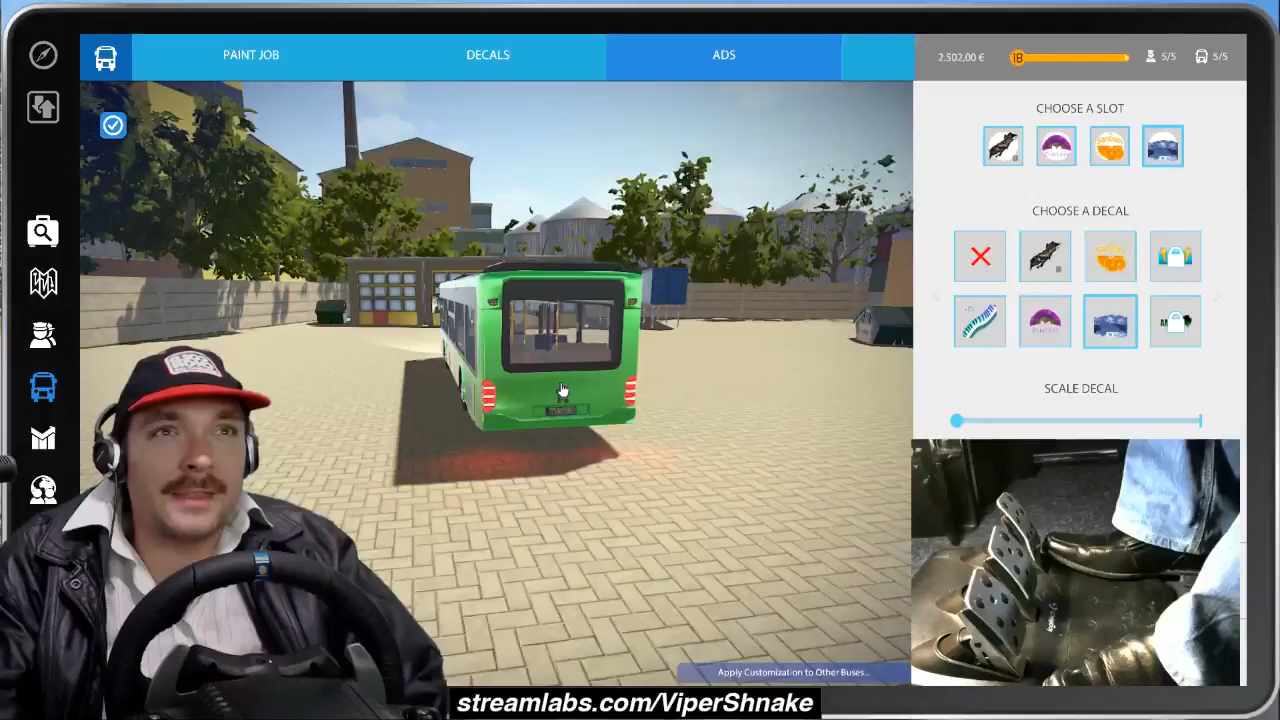 PAINT JOB
DECALS
ADS
2.502,00 €
18
5/5
5/5
CHOOSE A SLOT
CHOOSE A DECAL
SCALE DECAL
Apply Customization to Other Buses...
streamlabs.com/ViperShnake